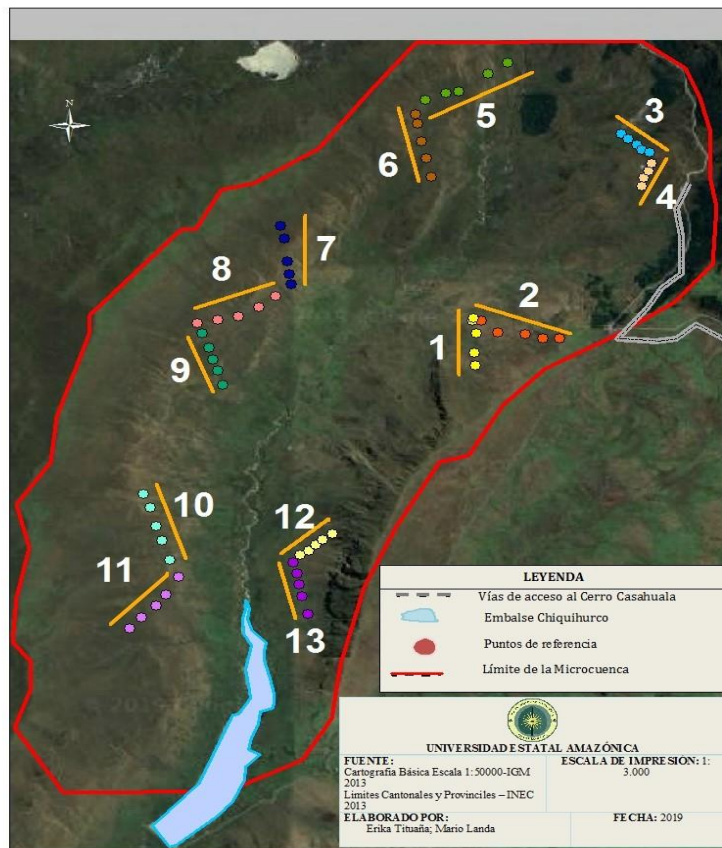 N
3
5
4
6
7
8
2
1
9
10
12
11
13
LEYENDA
Vías de acceso al Cerro Casahuala
Embalse Chiquihurco
Puntos de referencia
Límite de la Microcuenca
UNIVERSIDAD ESTATAL AMAZÓNICA
FUENTE:
Cartografía Básica Escala 1:50000-IGM
2013
Limites Cantonales y Provinciles – INEC
2013
ESCALA DE IMPRESIÓN: 1:
3.000
ELABORADO POR:
Erika Tituaña; Mario Landa
FECHA: 2019